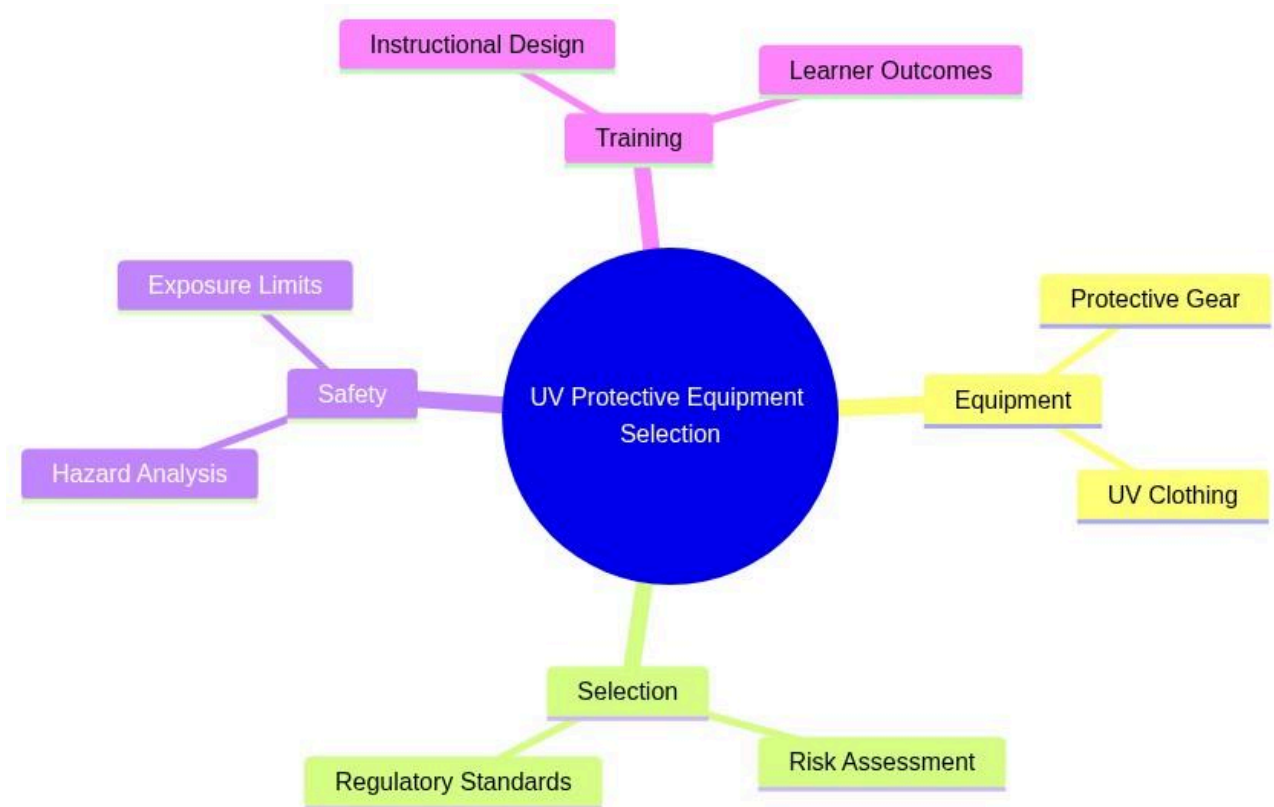 Instructional Design
Learner Outcomes
Training
Exposure Limits
Protective Gear
Safety
UV Protective Equipment
Selection
Equipment
Hazard Analysis
UV Clothing
Selection
Regulatory Standards
Risk Assessment